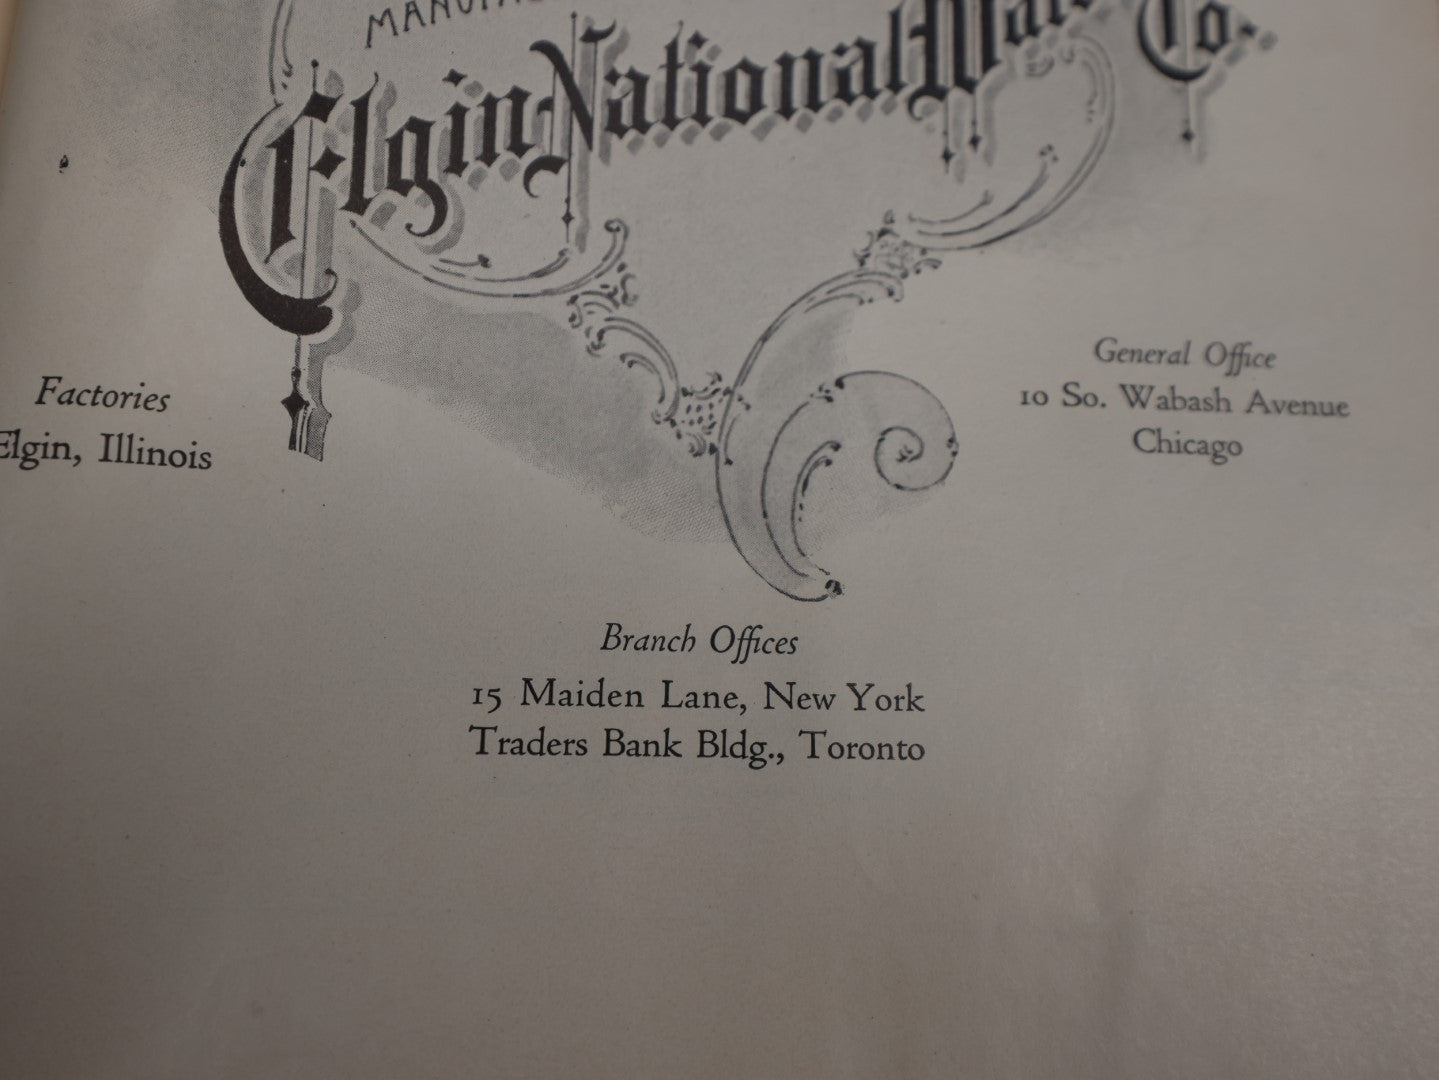 Elgin National Co.
Factories
Elgin, Illinois
General Office
10 So. Wabash Avenue
Chicago
Branch Offices
15 Maiden Lane, New York
Traders Bank Bldg., Toronto